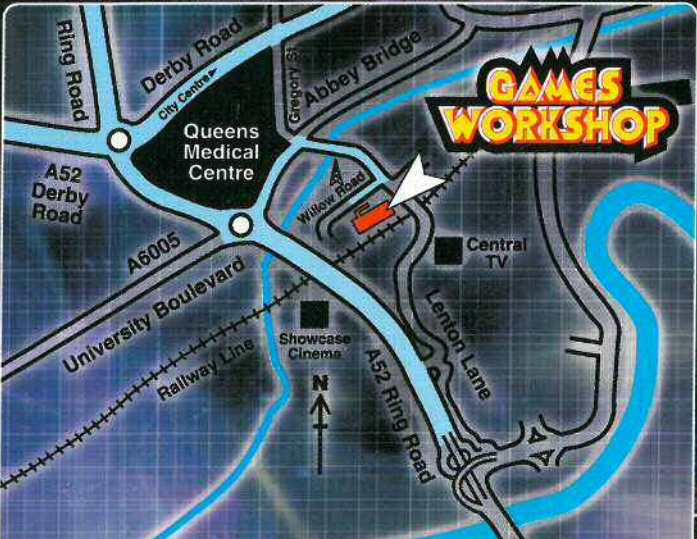 Ring Road
Derby Road
City Centre
Gregory St
Abbey Bridge
GAMES
WORKSHOP
Queens
Medical
Centre
A52
Derby
Road
Willow Road
A6005
University Boulevard
Central
TV
Showcase
Cinema
Railway Line
Lenton Lane
N
A52 Ring Road